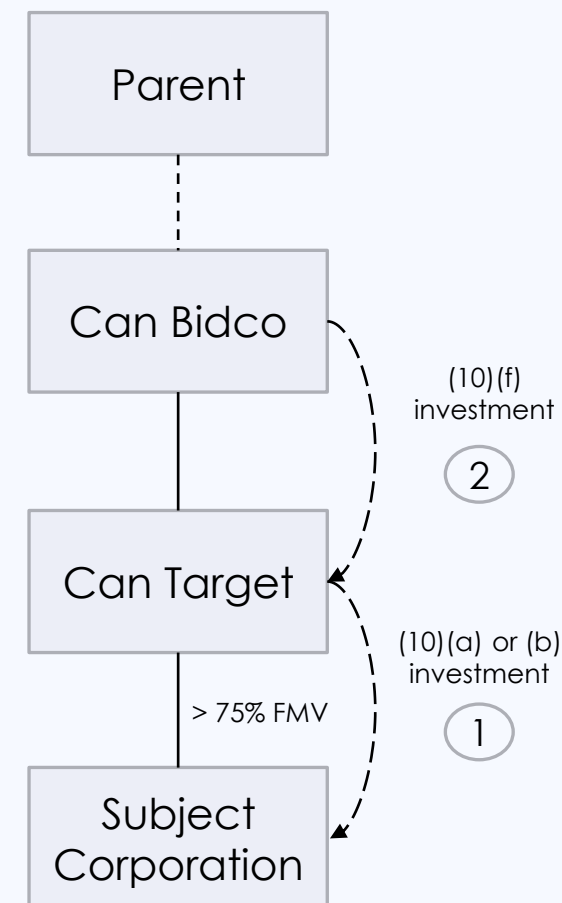 Parent
Can Bidco
(10)(f)
investment
2
Can Target
(10)(a) or (b)
investment
> 75% FMV
1
Subject
Corporation